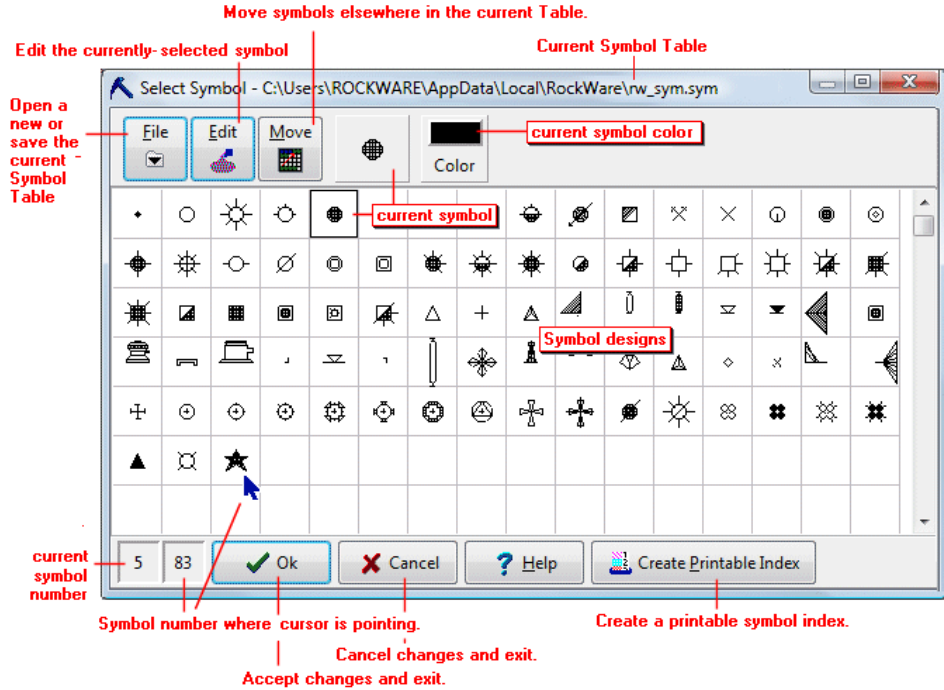 Move symbols elsewhere in the current Table.
Edit the currently-selected symbol
Current Symbol Table
Select Symbol - C:\Users\ROCKWARE\AppData\Local\RockWare\rw_sym.sym
Open a
new or
save the
current
Symbol
Table
File
Edit
Move
Color
current symbol color
current symbol
Symbol designs
current
symbol
number
5
83
Ok
Cancel
Help
Create Printable Index
Symbol number where cursor is pointing.
Create a printable symbol index.
Cancel changes and exit.
Accept changes and exit.